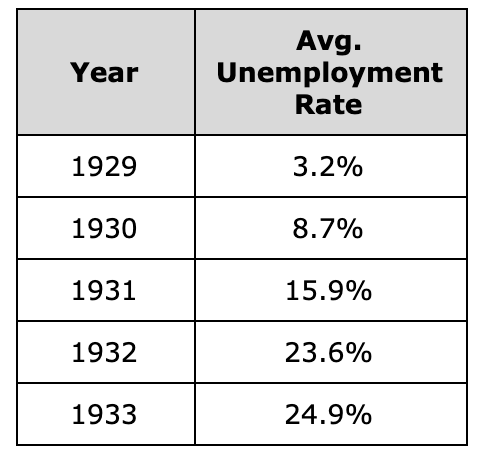 Year
Avg.
Unemployment
Rate
1929 3.2%
1930 8.7%
1931 15.9%
1932 23.6%
1933 24.9%